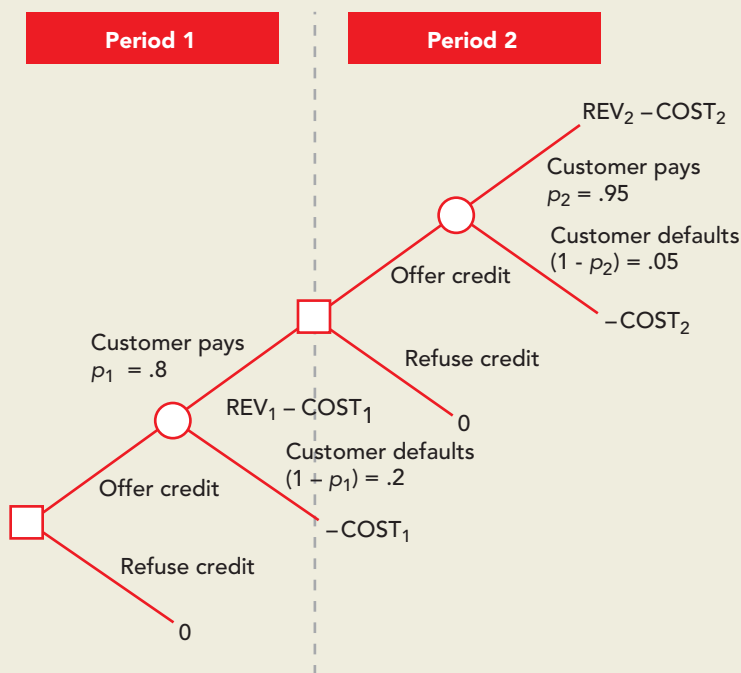 Period 1
Period 2
REV₂ – COST₂
Customer pays
p₂ = .95
Customer defaults
(1 - p₂) = .05
Offer credit
–COST₂
Customer pays
p₁ = .8
Refuse credit
REV₁ – COST₁
0
Customer defaults
(1 – p₁) = .2
Offer credit
–COST₁
Refuse credit
0